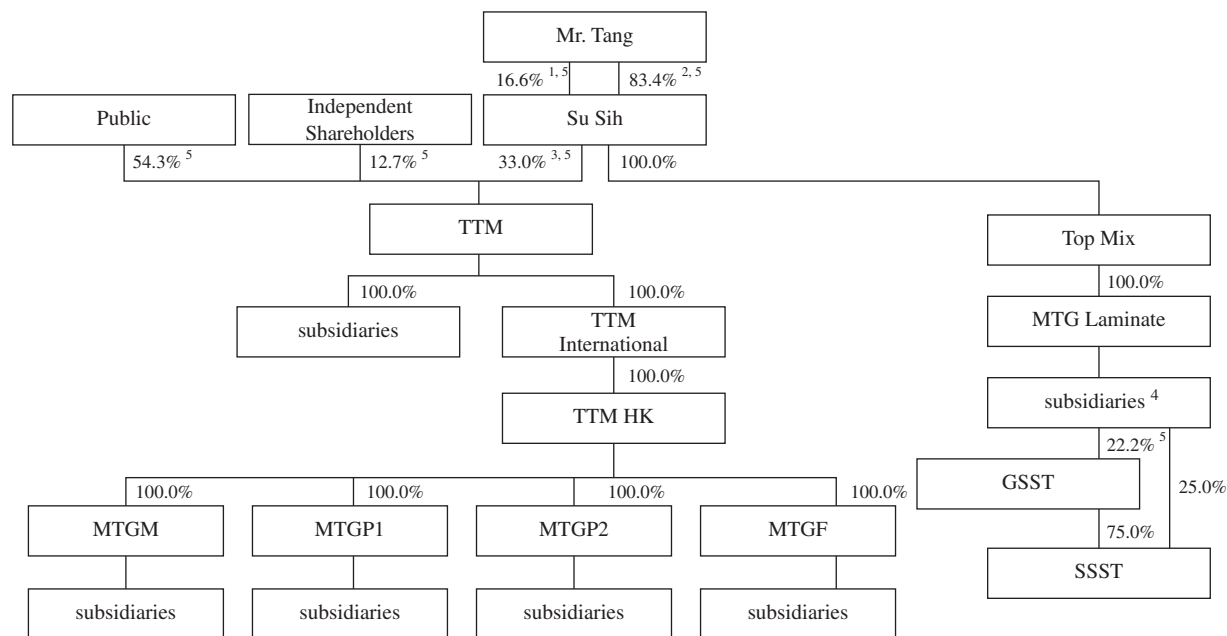 Mr. Tang
16.6% 1, 5
83.4% 2, 5
Public
Independent
Shareholders
Su Sih
54.3% 5
12.7% 5
33.0% 3, 5
100.0%
TTM
Top Mix
100.0%
100.0%
100.0%
subsidiaries
TTM
International
MTG Laminate
100.0%
TTM HK
subsidiaries 4
22.2% 5
GSST
25.0%
100.0%
100.0%
100.0%
100.0%
MTGM
MTGP1
MTGP2
MTGF
75.0%
SSST
subsidiaries
subsidiaries
subsidiaries
subsidiaries